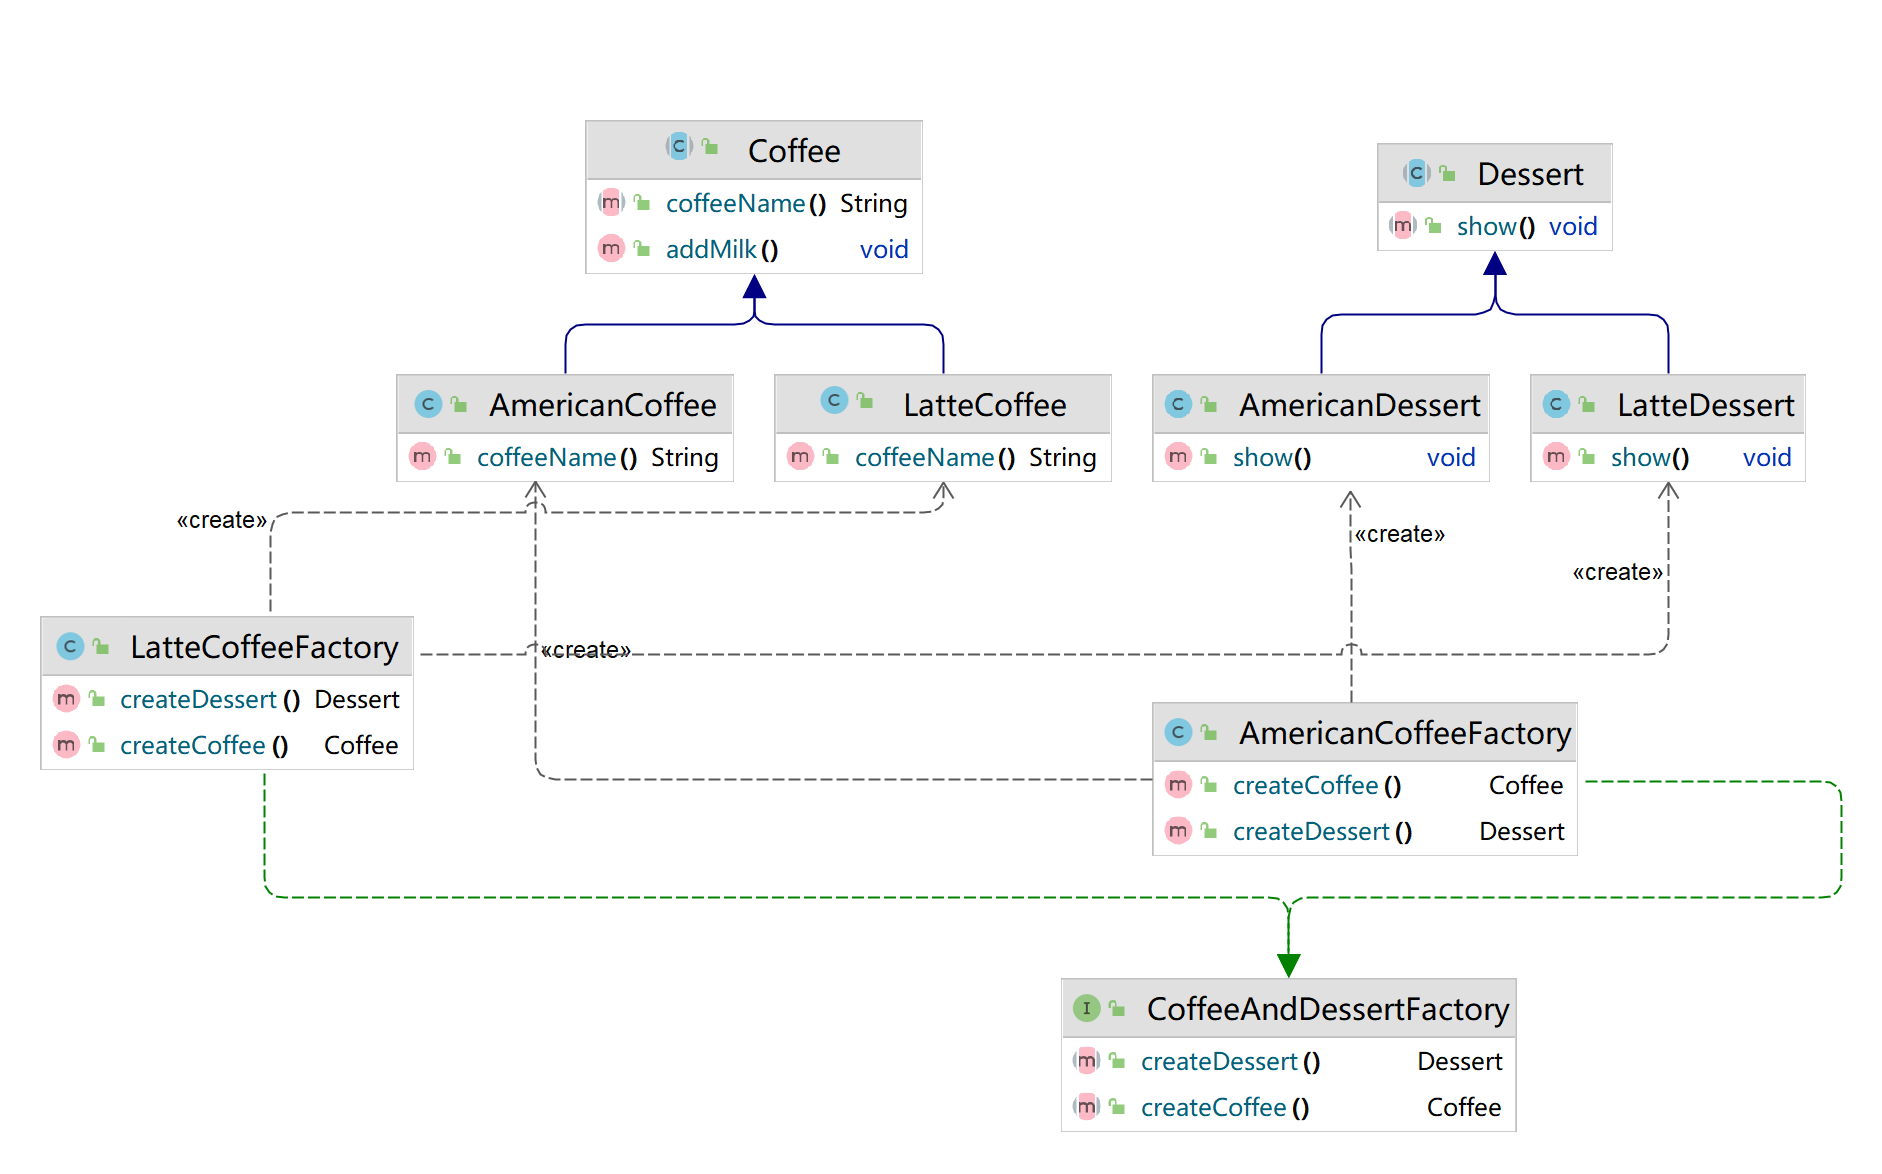 Coffee
coffeeName() String
addMilk() void
Dessert
show() void
AmericanCoffee
coffeeName() String
LatteCoffee
coffeeName() String
AmericanDessert
show() void
LatteDessert
show() void
«create»
«create»
«create»
«create»
LatteCoffeeFactory
createDessert() Dessert
createCoffee() Coffee
AmericanCoffeeFactory
createCoffee() Coffee
createDessert() Dessert
CoffeeAndDessertFactory
createDessert() Dessert
createCoffee() Coffee